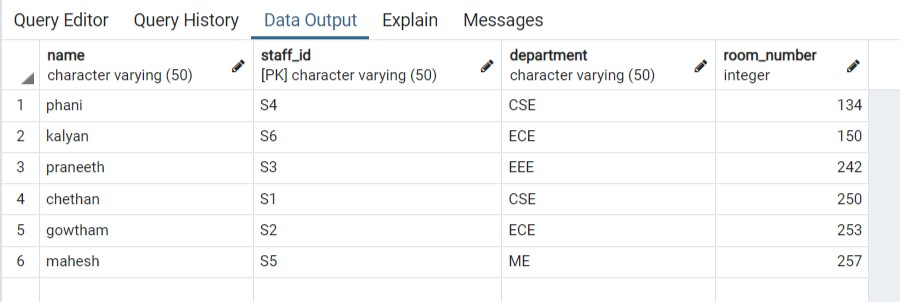 Query Editor Query History Data Output Explain Messages
name staff_id department room_number
character varying (50) [PK] character varying (50) character varying (50) integer
1 phani S4 CSE 134
2 kalyan S6 ECE 150
3 praneeth S3 EEE 242
4 chethan S1 CSE 250
5 gowtham S2 ECE 253
6 mahesh S5 ME 257